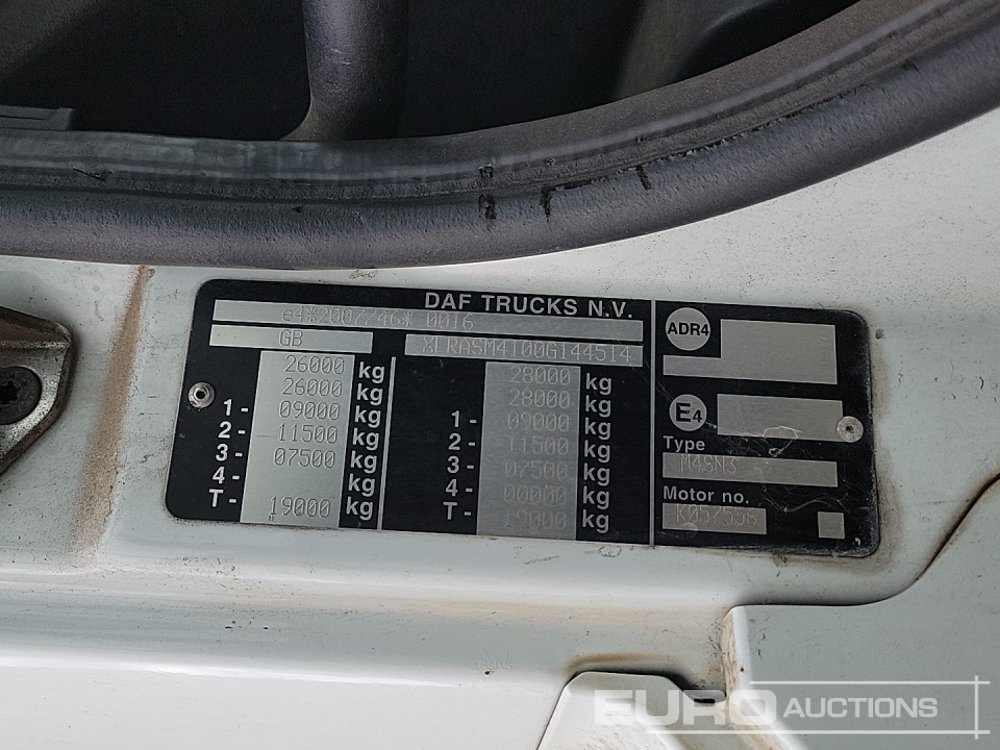 DAF TRUCKS N.V.
e4*2007/46* 0016
GB XLRASM4100G144514
26000 kg 28000 kg
26000 kg 28000 kg
1- 09000 kg 1- 09000 kg
2- 11500 kg 2- 11500 kg
3- 07500 kg 3- 07500 kg
4- kg 4- 00000 kg
T- 19000 kg T- 19000 kg
ADR4
E4
Type
M4SN3
Motor no.
K057556
EURO AUCTIONS